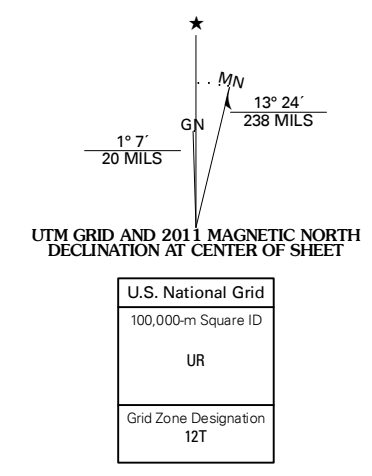 ★
MN
GN
13° 24´
238 MILS
1° 7´
20 MILS
UTM GRID AND 2011 MAGNETIC NORTH
DECLINATION AT CENTER OF SHEET
U.S. National Grid
100,000-m Square ID
UR
Grid Zone Designation
12T